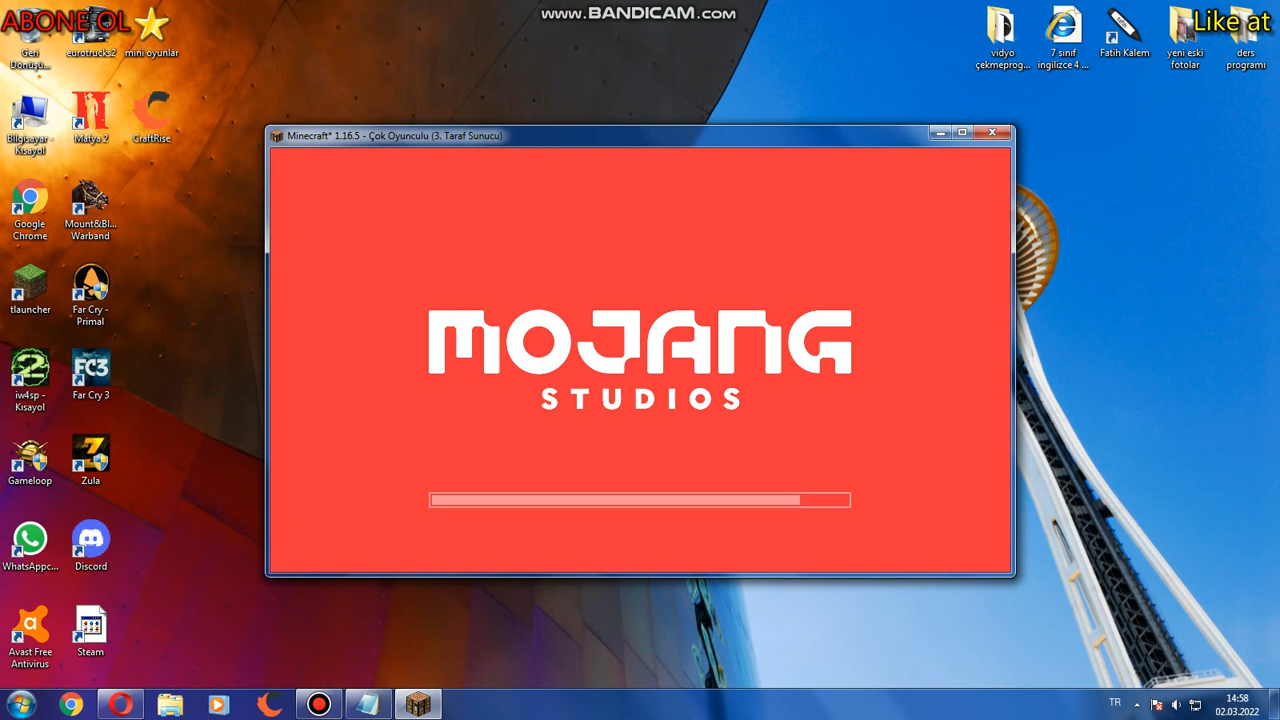 ABONE OL
www.BANDICAM.com
Like at
Geri
Dönüşü...
eurotrucks2
mini oyunlar
vidyo
çekmeprog...
7 sınıf
ingilizce 4 ...
Fatih Kalem
yeni eski
fotolar
ders
programı
Bilgisayar -
Kısayol
Mafya 2
CraftRise
Minecraft* 1.16.5 - Çok Oyunculu (3. Taraf Sunucu)
Google
Chrome
Mount&Bl...
Warband
tlauncher
Far Cry -
Primal
MOJANG
STUDIOS
iw4sp -
Kısayol
FC3
Far Cry 3
Gameloop
Zula
WhatsAppc...
Discord
Avast Free
Antivirus
Steam
TR
14:58
02.03.2022